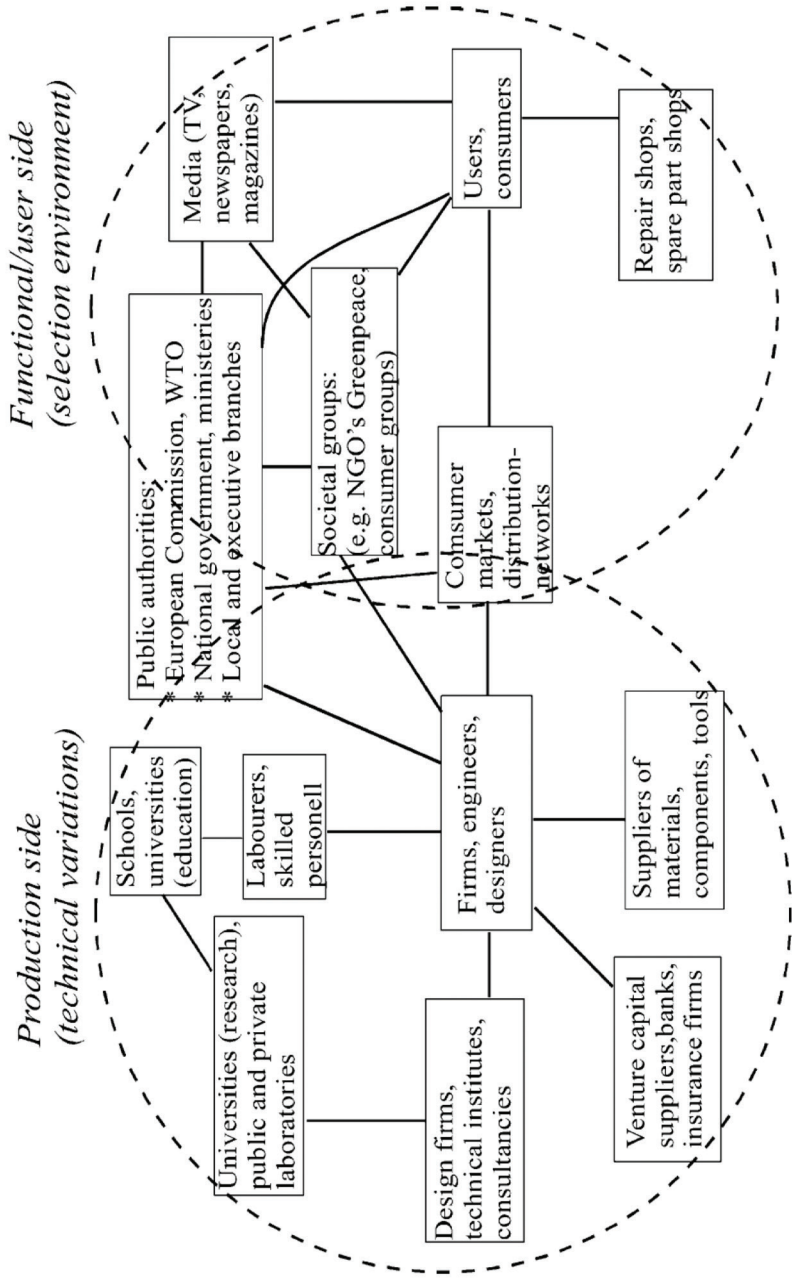 Production side
(technical variations)
Functional/user side
(selection environment)
Schools,
universities
(education)
Public authorities:
* European Commission, WTO
* National government, ministeries
* Local and executive branches
Media (TV,
newspapers,
magazines)
Universities (research),
public and private
laboratories
Labourers,
skilled
personell
Societal groups:
(e.g. NGO's Greenpeace,
consumer groups)
Design firms,
technical institutes,
consultancies
Firms, engineers,
designers
Comsumer
markets,
distribution-
networks
Users,
consumers
Venture capital
suppliers,banks,
insurance firms
Suppliers of
materials,
components, tools
Repair shops,
spare part shops